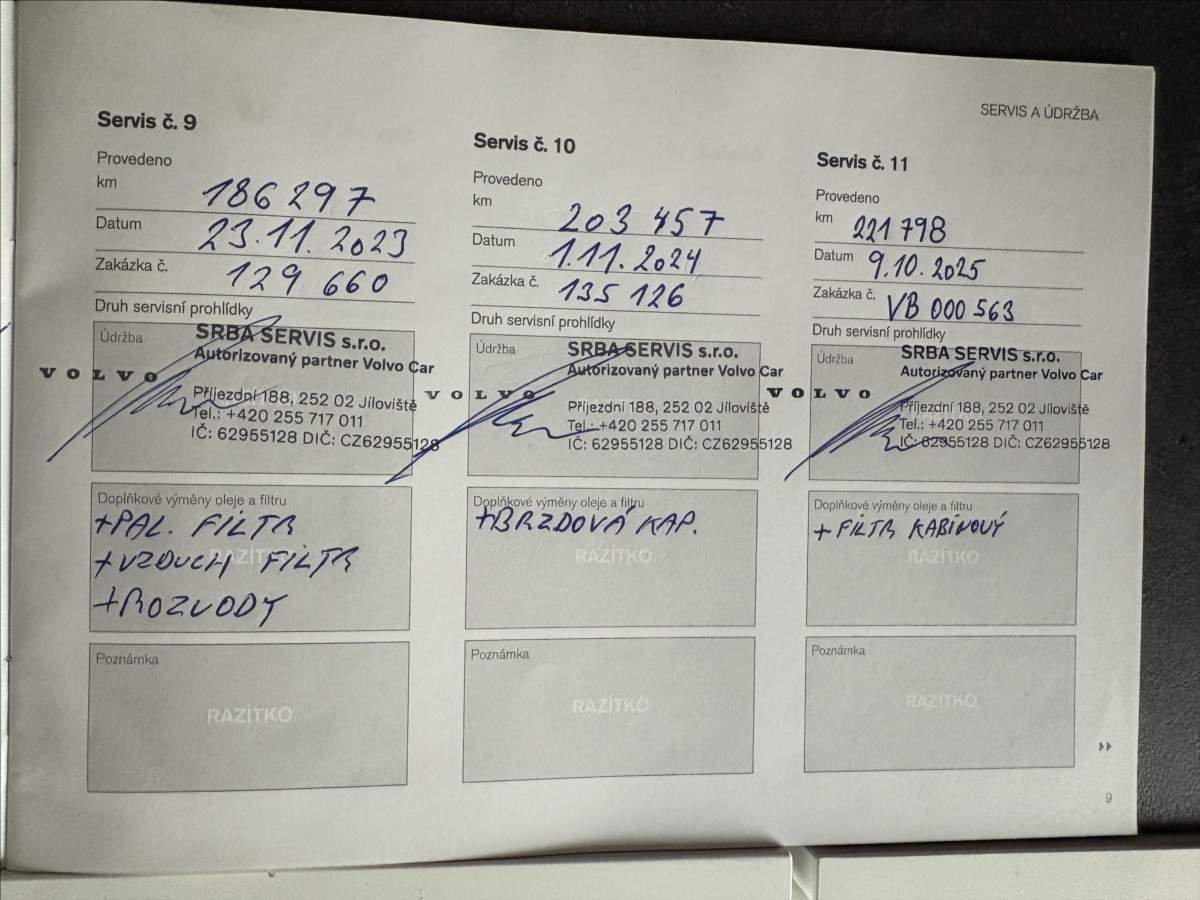 SERVIS A ÚDRŽBA
Servis č. 9
Provedeno
km 186 297
Datum 23.11.2023
Zakázka č. 129 660
Druh servisní prohlídky
Údržba
SRBA SERVIS s.r.o.
Autorizovaný partner Volvo Car
VOLVO
Příjezdní 188, 252 02 Jíloviště
Tel.: +420 255 717 011
IČ: 62955128 DIČ: CZ62955128
Doplňkové výměny oleje a filtru
+PAL. FILTR
+VZDUCH FILTR
RAZÍTKO
+ROZVODY
Poznámka
RAZÍTKO
Servis č. 10
Provedeno
km 203 457
Datum 1.11.2024
Zakázka č. 135 126
Druh servisní prohlídky
Údržba
SRBA SERVIS s.r.o.
Autorizovaný partner Volvo Car
VOLVO
Příjezdní 188, 252 02 Jíloviště
Tel.: +420 255 717 011
IČ: 62955128 DIČ: CZ62955128
Doplňkové výměny oleje a filtru
+BRZDOVÁ KAP.
RAZÍTKO
Poznámka
RAZÍTKO
Servis č. 11
Provedeno
km 221 798
Datum 9.10.2025
Zakázka č. VB 000 563
Druh servisní prohlídky
Údržba
SRBA SERVIS s.r.o.
Autorizovaný partner Volvo Car
VOLVO
Příjezdní 188, 252 02 Jíloviště
Tel.: +420 255 717 011
IČ: 62955128 DIČ: CZ62955128
Doplňkové výměny oleje a filtru
+ FILTR KABINOVÝ
RAZÍTKO
Poznámka
RAZÍTKO
9